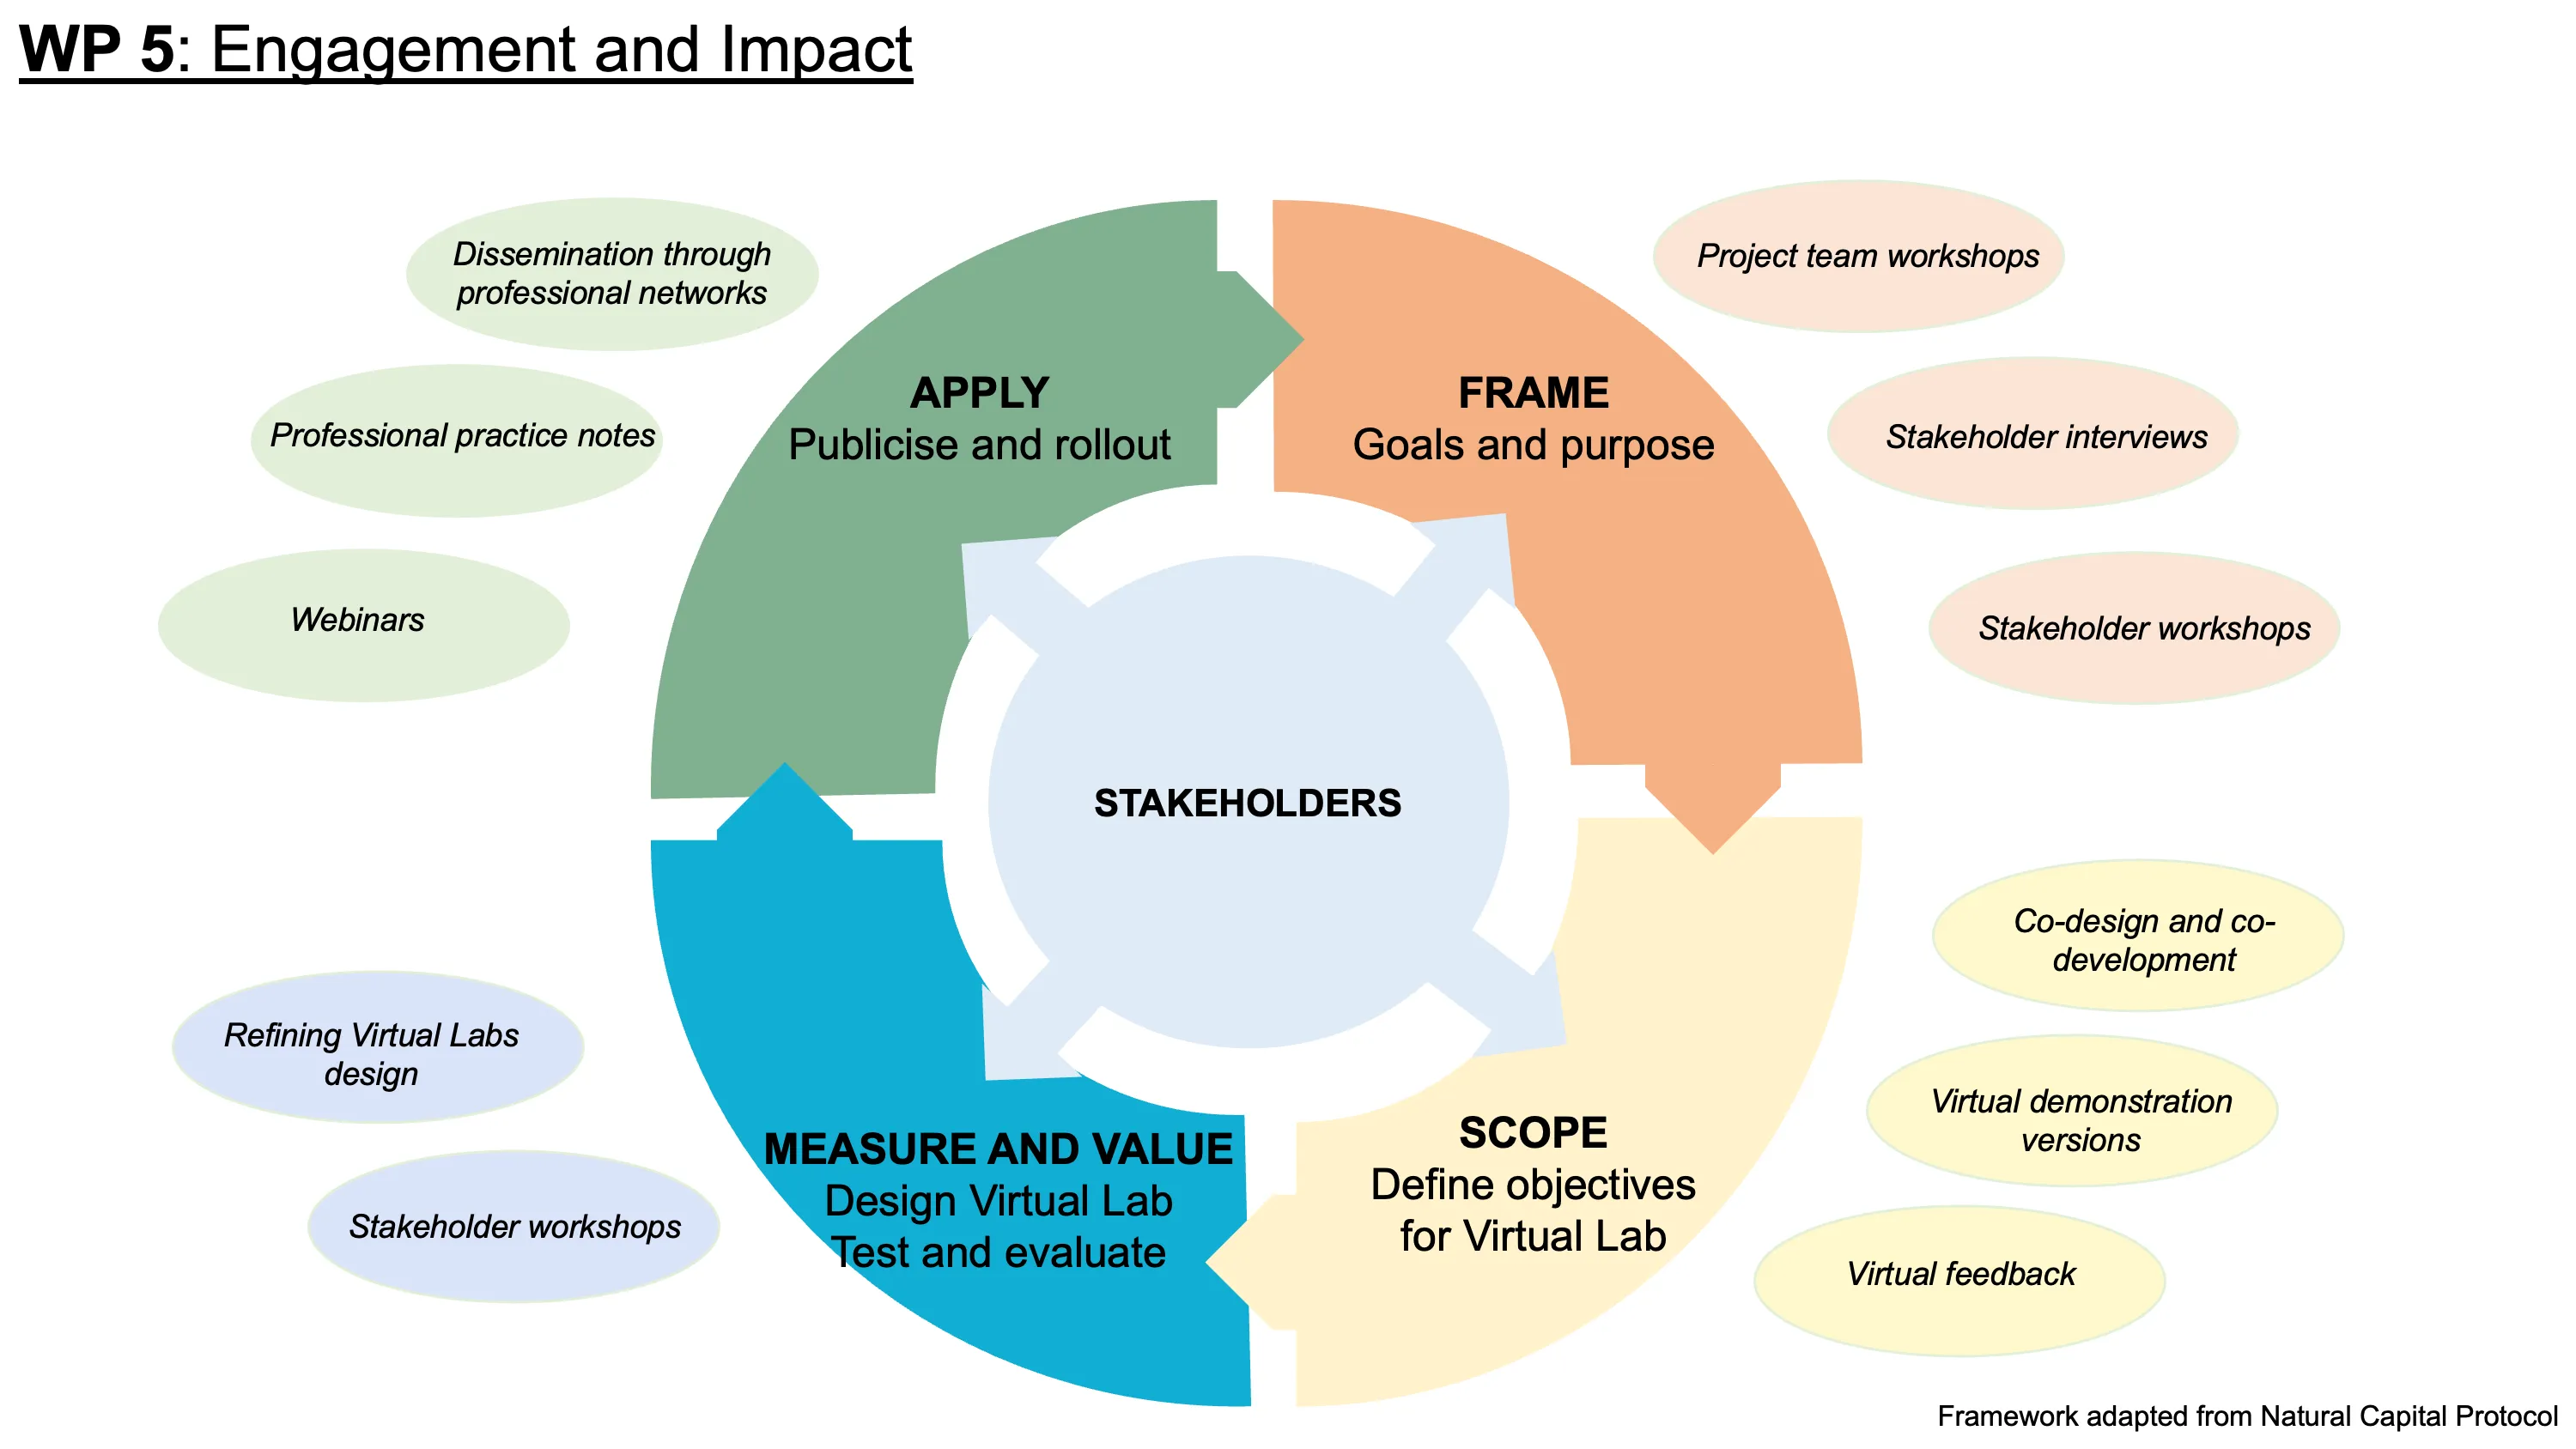 WP 5: Engagement and Impact
Dissemination through
professional networks
Professional practice notes
Webinars
APPLY
Publicise and rollout
FRAME
Goals and purpose
Project team workshops
Stakeholder interviews
Stakeholder workshops
STAKEHOLDERS
Refining Virtual Labs
design
Stakeholder workshops
MEASURE AND VALUE
Design Virtual Lab
Test and evaluate
SCOPE
Define objectives
for Virtual Lab
Co-design and co-
development
Virtual demonstration
versions
Virtual feedback
Framework adapted from Natural Capital Protocol